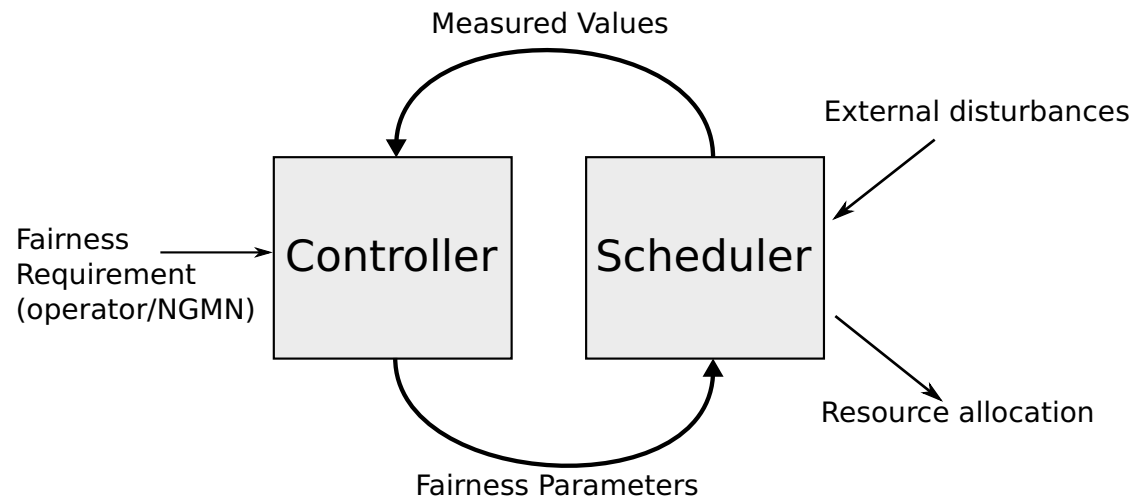 Measured Values
External disturbances
Fairness
Requirement
(operator/NGMN)
Controller
Scheduler
Resource allocation
Fairness Parameters